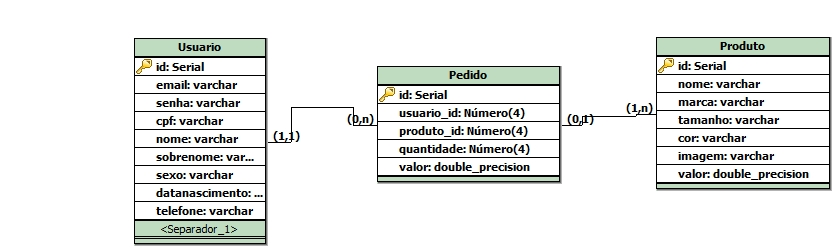 Usuario
id: Serial
email: varchar
senha: varchar
cpf: varchar
nome: varchar
sobrenome: var...
sexo: varchar
datanascimento: ...
telefone: varchar
<Separador_1>
(1,1)
(0,n)
Pedido
id: Serial
usuario_id: Número(4)
produto_id: Número(4)
quantidade: Número(4)
valor: double_precision
(0,1)
(1,n)
Produto
id: Serial
nome: varchar
marca: varchar
tamanho: varchar
cor: varchar
imagem: varchar
valor: double_precision